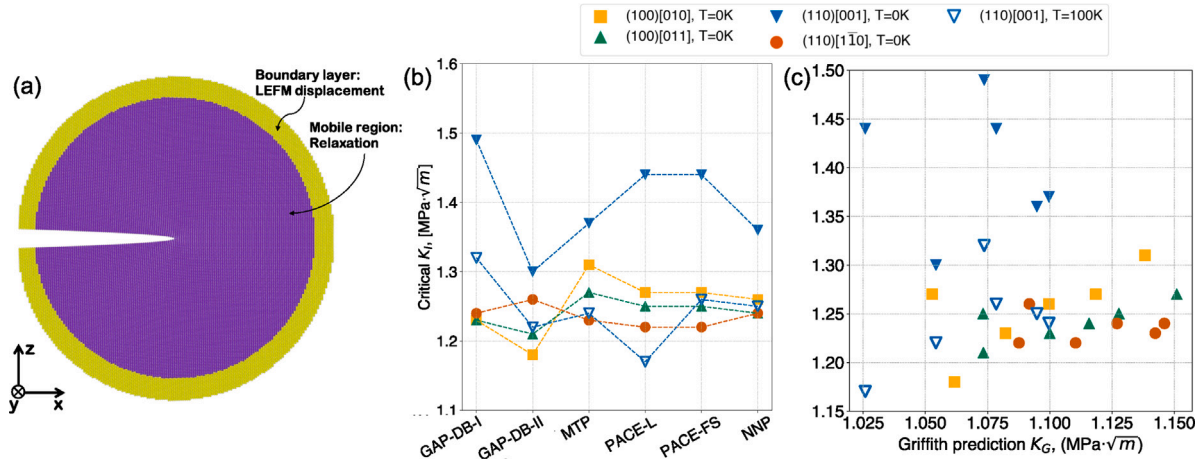 (100)[010], T=0K
(110)[001], T=0K
(110)[001], T=100K
(100)[011], T=0K
(110)[11̅0], T=0K
(a)
Boundary layer:
LEFM displacement
Mobile region:
Relaxation
z
y
x
(b)
Critical K_I, [MPa·√m]
1.6
1.5
1.4
1.3
1.2
1.1
...
GAP-DB-I
GAP-DB-II
MTP
PACE-L
PACE-FS
NNP
(c)
1.50
1.45
1.40
1.35
1.30
1.25
1.20
1.15
1.025
1.050
1.075
1.100
1.125
1.150
Griffith prediction K_G, (MPa·√m)